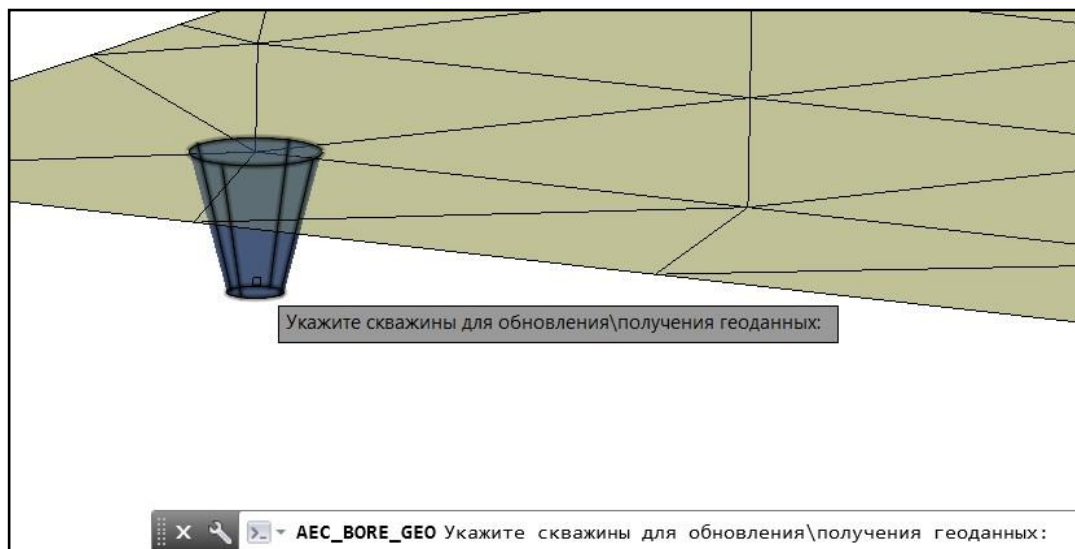 Укажите скважины для обновления\получения геоданных:
AEC_BORE_GEO Укажите скважины для обновления\получения геоданных: